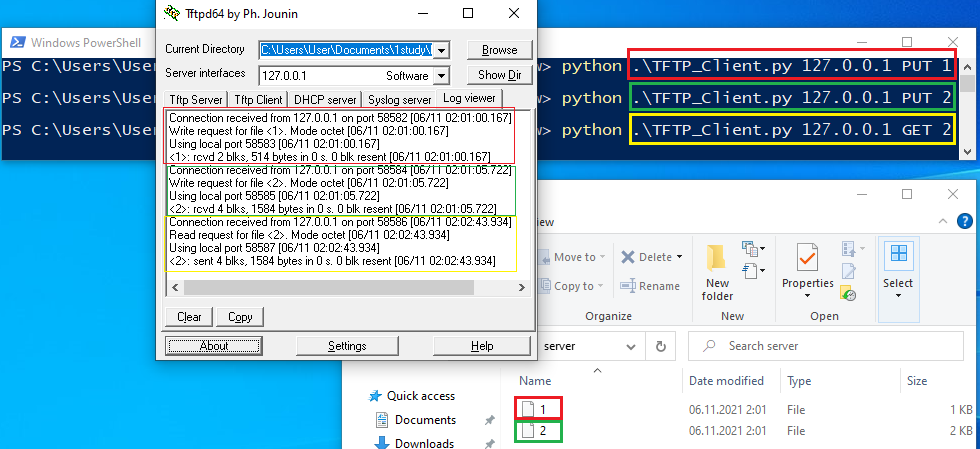 Windows PowerShell
PS C:\Users\User
w> python .\TFTP_Client.py 127.0.0.1 PUT 1
PS C:\Users\User
w> python .\TFTP_Client.py 127.0.0.1 PUT 2
PS C:\Users\User
w> python .\TFTP_Client.py 127.0.0.1 GET 2
Tftpd64 by Ph. Jounin
Current Directory
C:\Users\User\Documents\1study\
Browse
Server interfaces
127.0.0.1
Software
Show Dir
Tftp Server
Tftp Client
DHCP server
Syslog server
Log viewer
Connection received from 127.0.0.1 on port 58582 [06/11 02:01:00.167]
Write request for file <1>. Mode octet [06/11 02:01:00.167]
Using local port 58583 [06/11 02:01:00.167]
<1>: rcvd 2 blks, 514 bytes in 0 s. 0 blk resent [06/11 02:01:00.167]
Connection received from 127.0.0.1 on port 58584 [06/11 02:01:05.722]
Write request for file <2>. Mode octet [06/11 02:01:05.722]
Using local port 58585 [06/11 02:01:05.722]
<2>: rcvd 4 blks, 1584 bytes in 0 s. 0 blk resent [06/11 02:01:05.722]
Connection received from 127.0.0.1 on port 58586 [06/11 02:02:43.934]
Read request for file <2>. Mode octet [06/11 02:02:43.934]
Using local port 58587 [06/11 02:02:43.934]
<2>: sent 4 blks, 1584 bytes in 0 s. 0 blk resent [06/11 02:02:43.934]
Clear
Copy
About
Settings
Help
iew
Move to
Delete
Copy to
Rename
New
folder
Properties
Select
Organize
New
Open
server
Search server
Name
Date modified
Type
Size
Quick access
Documents
Downloads
1
06.11.2021 2:01
File
1 KB
2
06.11.2021 2:01
File
2 KB